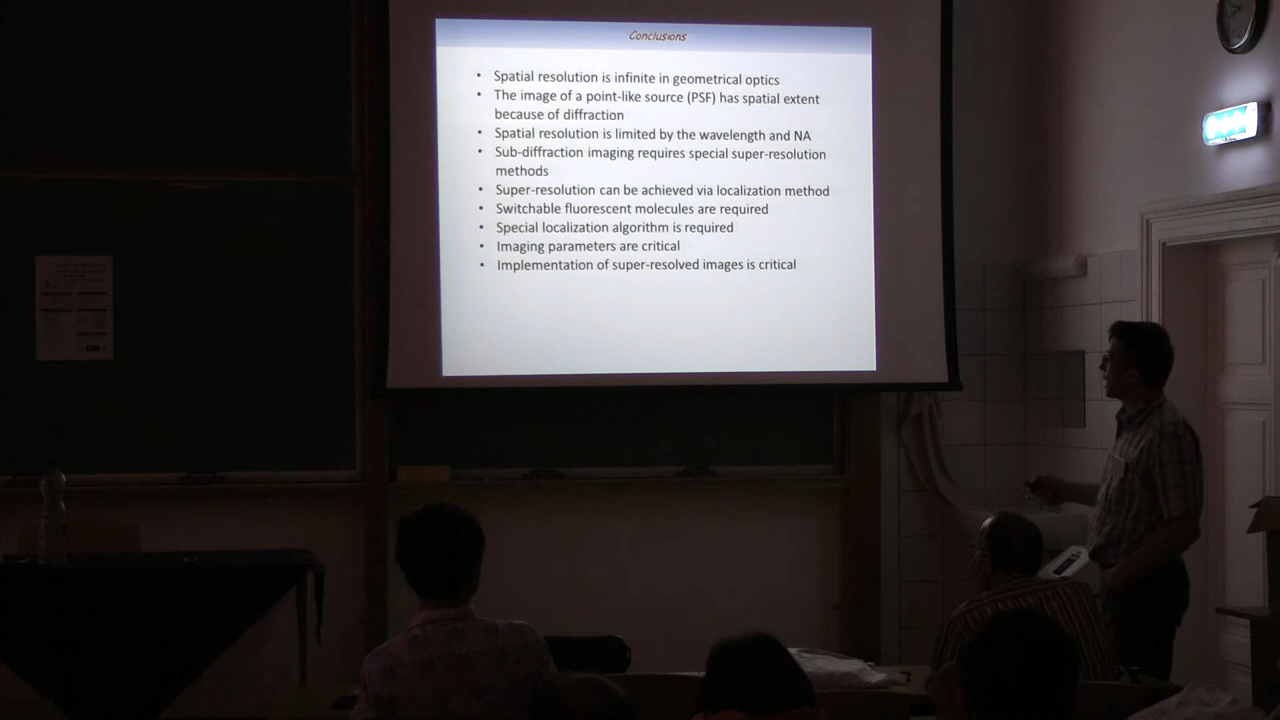 Conclusions
• Spatial resolution is infinite in geometrical optics
• The image of a point-like source (PSF) has spatial extent
because of diffraction
• Spatial resolution is limited by the wavelength and NA
• Sub-diffraction imaging requires special super-resolution
methods
• Super-resolution can be achieved via localization method
• Switchable fluorescent molecules are required
• Special localization algorithm is required
• Imaging parameters are critical
• Implementation of super-resolved images is critical